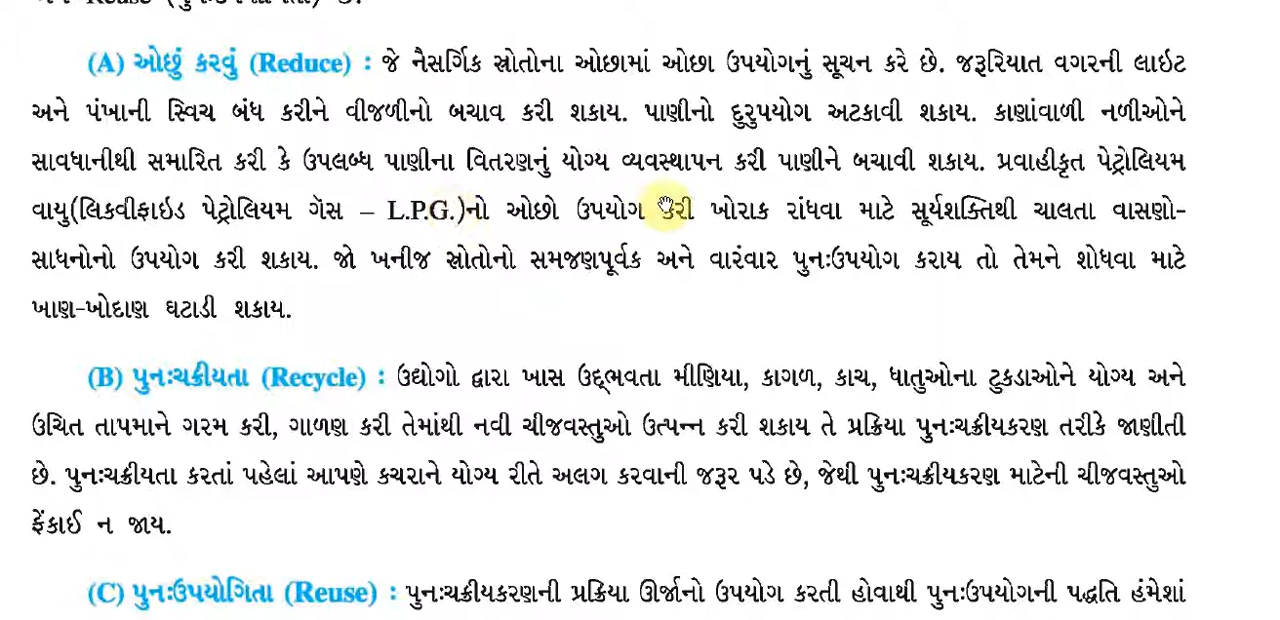 (A) ઓછું કરવું (Reduce) : જે નૈસર્ગિક સ્રોતોના ઓછામાં ઓછા ઉપયોગનું સૂચન કરે છે. જરૂરિયાત વગરની લાઇટ
અને પંખાની સ્વિચ બંધ કરીને વીજળીનો બચાવ કરી શકાય. પાણીનો દુરુપયોગ અટકાવી શકાય. કાણાંવાળી નળીઓને
સાવધાનીથી સમારિત કરી કે ઉપલબ્ધ પાણીના વિતરણનું યોગ્ય વ્યવસ્થાપન કરી પાણીને બચાવી શકાય. પ્રવાહીકૃત પેટ્રોલિયમ
વાયુ(લિકવીફાઇડ પેટ્રોલિયમ ગૅસ – L.P.G.)નો ઓછો ઉપયોગ કરી ખોરાક રાંધવા માટે સૂર્યશક્તિથી ચાલતા વાસણો-
સાધનોનો ઉપયોગ કરી શકાય. જો ખનીજ સ્રોતોનો સમજણપૂર્વક અને વારંવાર પુનઃઉપયોગ કરાય તો તેમને શોધવા માટે
ખાણ-ખોદાણ ઘટાડી શકાય.
(B) પુનઃચક્રીયતા (Recycle) : ઉદ્યોગો દ્વારા ખાસ ઉદ્ભવતા મીણિયા, કાગળ, કાચ, ધાતુઓના ટુકડાઓને યોગ્ય અને
ઉચિત તાપમાને ગરમ કરી, ગાળણ કરી તેમાંથી નવી ચીજવસ્તુઓ ઉત્પન્ન કરી શકાય તે પ્રક્રિયા પુનઃચક્રીયકરણ તરીકે જાણીતી
છે. પુનઃચક્રીયતા કરતાં પહેલાં આપણે કચરાને યોગ્ય રીતે અલગ કરવાની જરૂર પડે છે, જેથી પુનઃચક્રીયકરણ માટેની ચીજવસ્તુઓ
ફેંકાઈ ન જાય.
(C) પુનઃઉપયોગિતા (Reuse) : પુનઃચક્રીયકરણની પ્રક્રિયા ઊર્જાનો ઉપયોગ કરતી હોવાથી પુનઃઉપયોગની પદ્ધતિ હંમેશાં